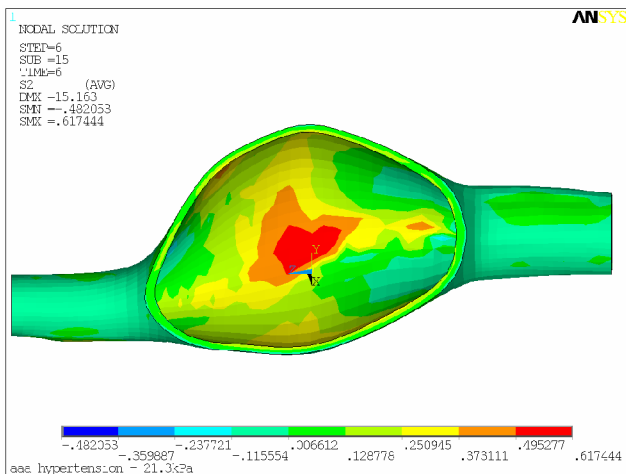 1
ANSYS
NODAL SOLUTION
STEP=6
SUB =15
TIME=6
S2 (AVG)
DMX =15.163
SMN =-.482053
SMX =.617444
Y
Z
X
-.482053 -.237721 .006612 .250945 .495277
-.359887 -.115554 .128778 .373111 .617444
aaa hypertension - 21.3kPa